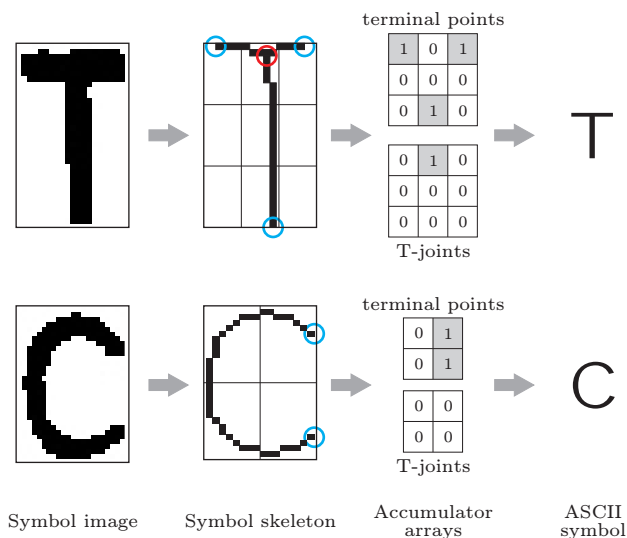 terminal points
1 0 1
0 0 0
0 1 0
T
0 1 0
0 0 0
0 0 0
T-joints
terminal points
0 1
0 1
C
0 0
0 0
T-joints
Symbol image
Symbol skeleton
Accumulator
arrays
ASCII
symbol